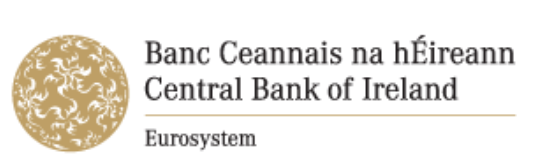 Banc Ceannais na hÉireann
Central Bank of Ireland
Eurosystem